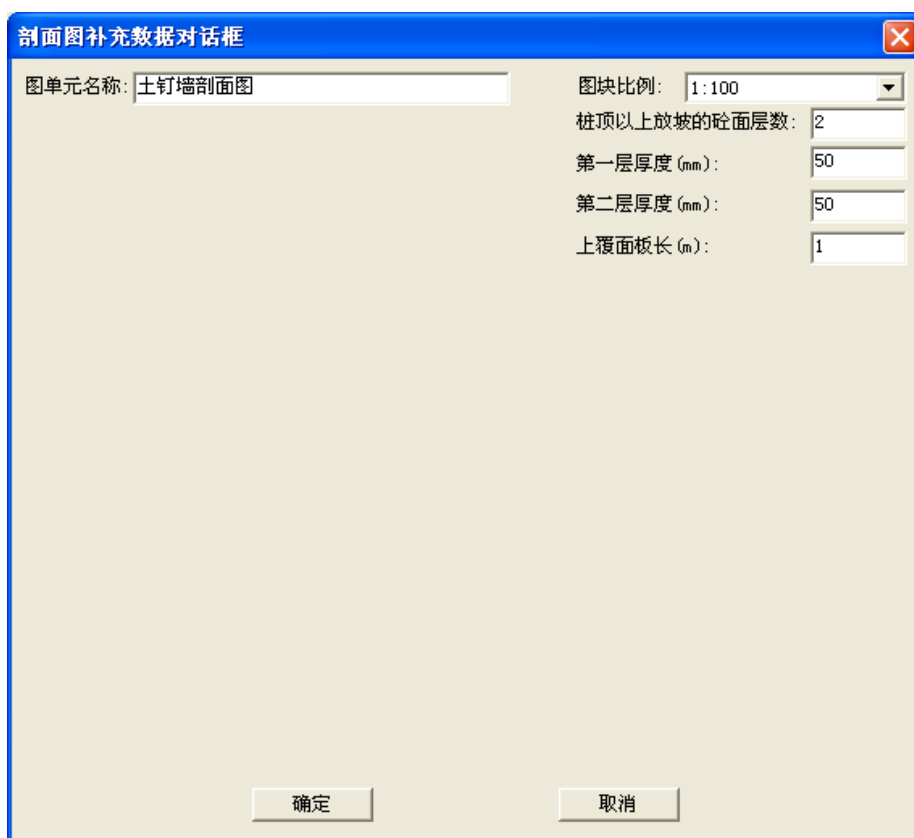 剖面图补充数据对话框
图单元名称: 土钉墙剖面图 图块比例: 1:100
桩顶以上放坡的砼面层数: 2
第一层厚度(mm): 50
第二层厚度(mm): 50
上覆面板长(m): 1
确定 取消